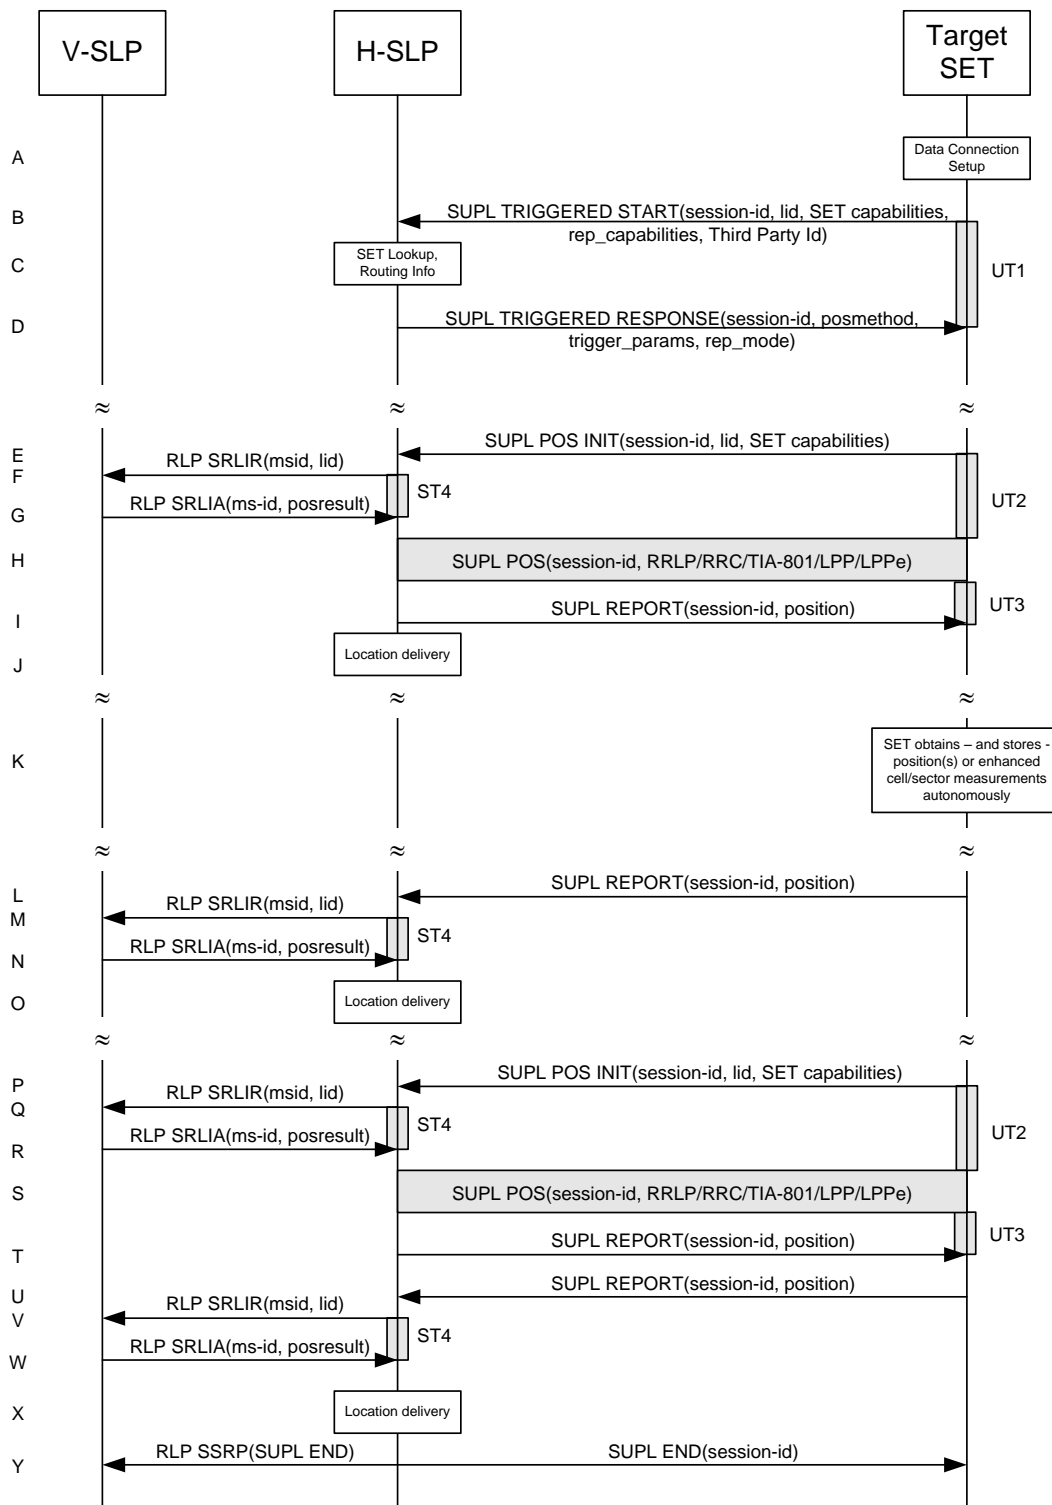 V-SLP
H-SLP
Target
SET
A
Data Connection
Setup
B
SUPL TRIGGERED START(session-id, lid, SET capabilities,
rep_capabilities, Third Party Id)
C
SET Lookup,
Routing Info
UT1
D
SUPL TRIGGERED RESPONSE(session-id, posmethod,
trigger_params, rep_mode)
≈ ≈ ≈
E
SUPL POS INIT(session-id, lid, SET capabilities)
F
RLP SRLIR(msid, lid)
ST4
UT2
G
RLP SRLIA(ms-id, posresult)
H
SUPL POS(session-id, RRLP/RRC/TIA-801/LPP/LPPe)
UT3
I
SUPL REPORT(session-id, position)
J
Location delivery
≈ ≈ ≈
K
SET obtains – and stores -
position(s) or enhanced
cell/sector measurements
autonomously
≈ ≈ ≈
L
SUPL REPORT(session-id, position)
M
RLP SRLIR(msid, lid)
ST4
N
RLP SRLIA(ms-id, posresult)
O
Location delivery
≈ ≈ ≈
P
SUPL POS INIT(session-id, lid, SET capabilities)
Q
RLP SRLIR(msid, lid)
ST4
UT2
R
RLP SRLIA(ms-id, posresult)
S
SUPL POS(session-id, RRLP/RRC/TIA-801/LPP/LPPe)
UT3
T
SUPL REPORT(session-id, position)
U
SUPL REPORT(session-id, position)
V
RLP SRLIR(msid, lid)
ST4
W
RLP SRLIA(ms-id, posresult)
X
Location delivery
Y
RLP SSRP(SUPL END)
SUPL END(session-id)